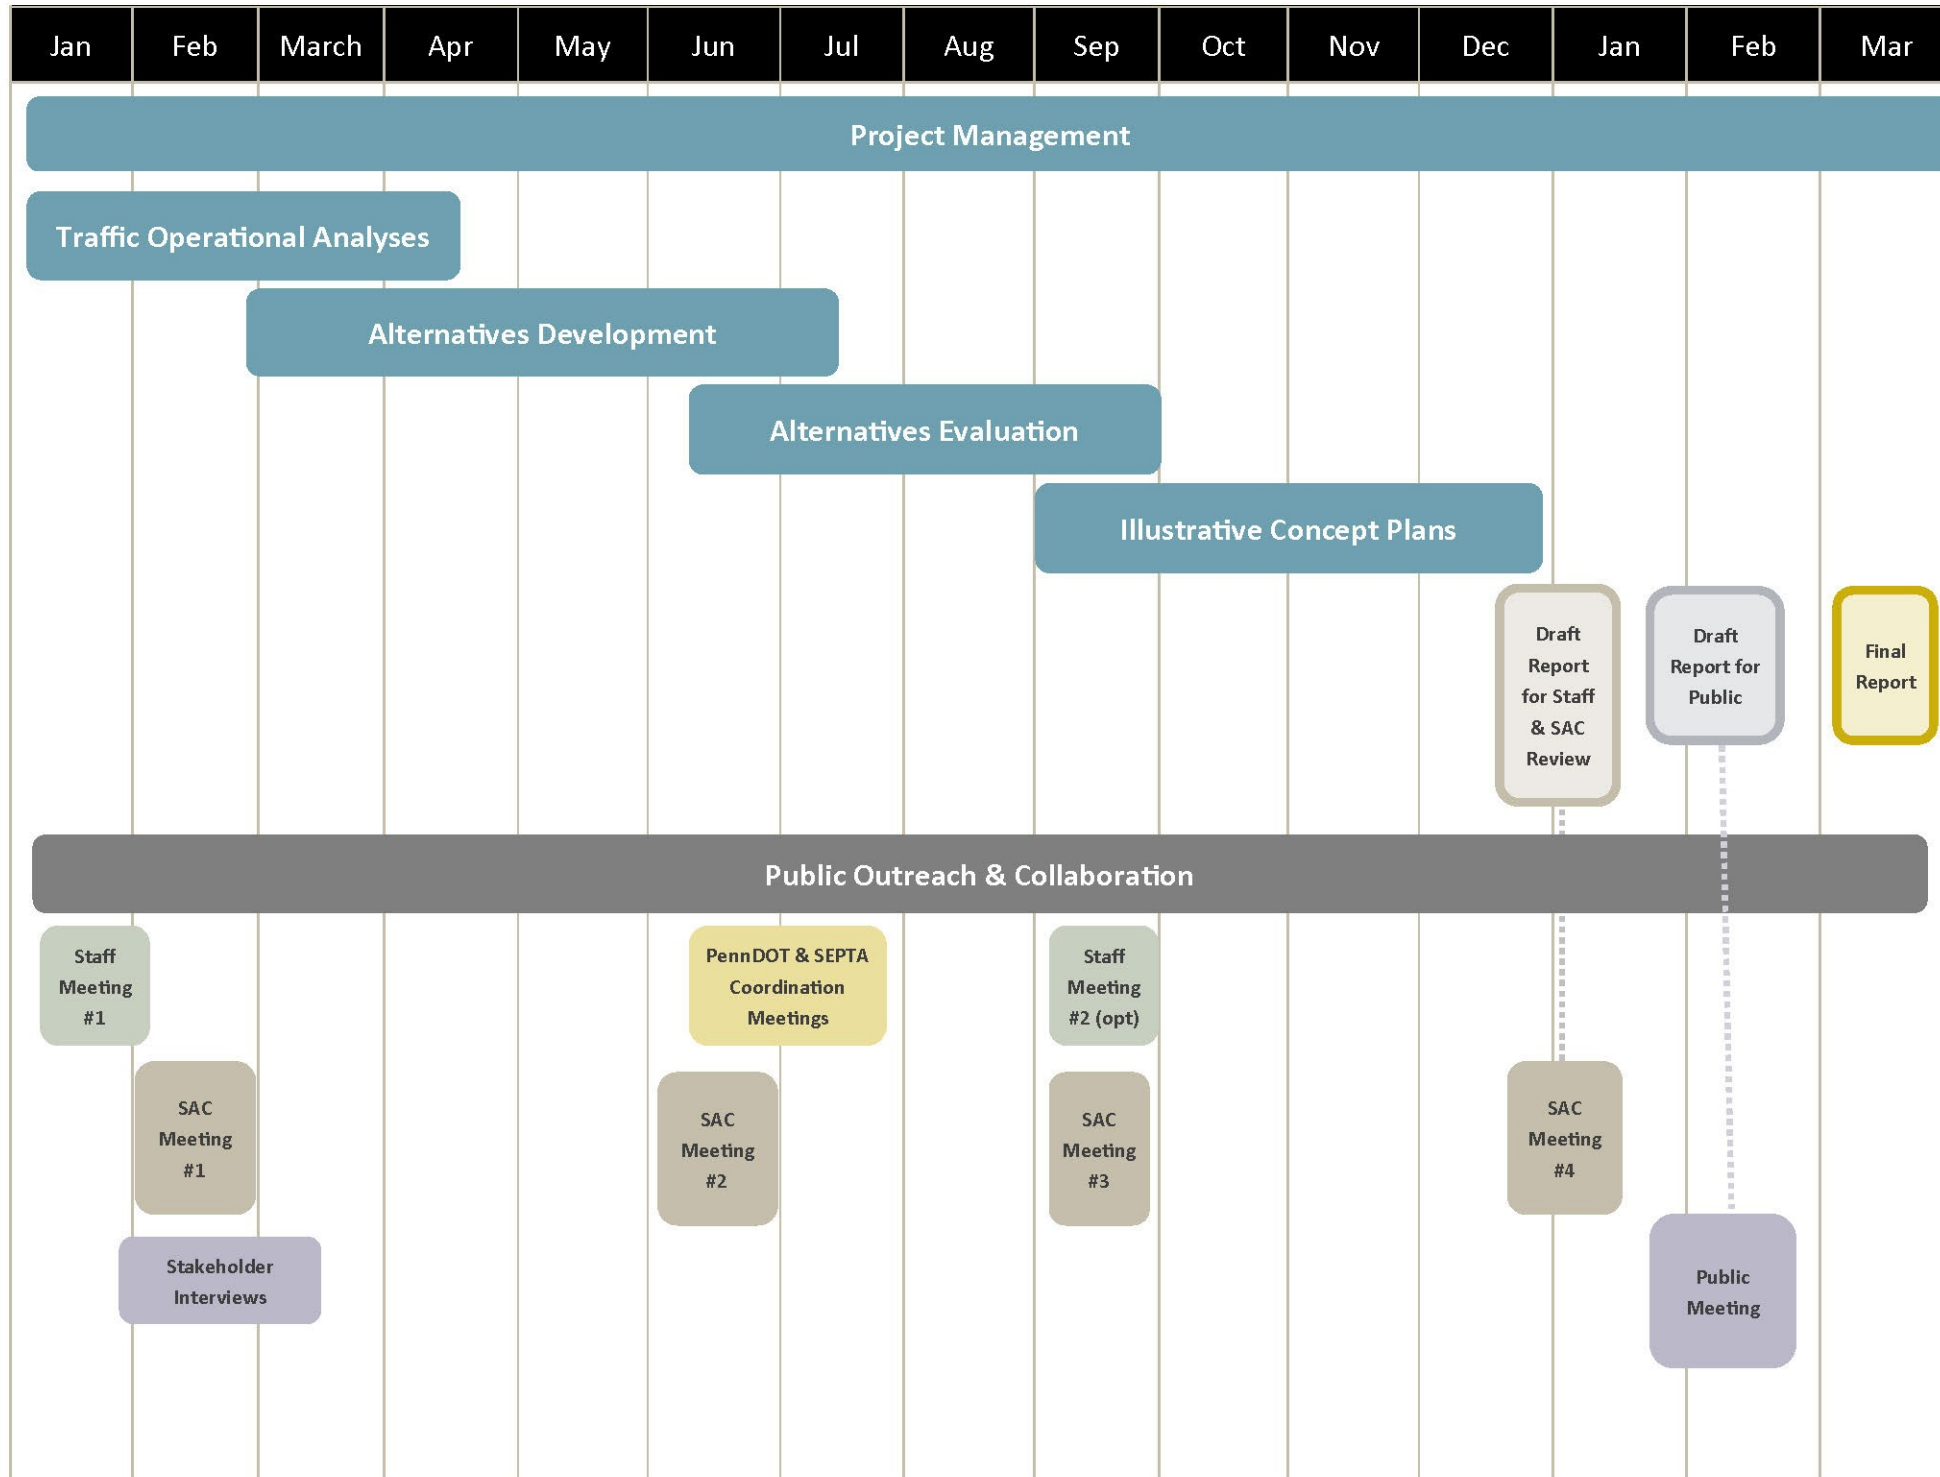 Jan Feb March Apr May Jun Jul Aug Sep Oct Nov Dec Jan Feb Mar
Project Management
Traffic Operational Analyses
Alternatives Development
Alternatives Evaluation
Illustrative Concept Plans
Draft
Report
for Staff
& SAC
Review
Draft
Report for
Public
Final
Report
Public Outreach & Collaboration
Staff
Meeting
#1
PennDOT & SEPTA
Coordination
Meetings
Staff
Meeting
#2 (opt)
SAC
Meeting
#1
SAC
Meeting
#2
SAC
Meeting
#3
SAC
Meeting
#4
Stakeholder
Interviews
Public
Meeting